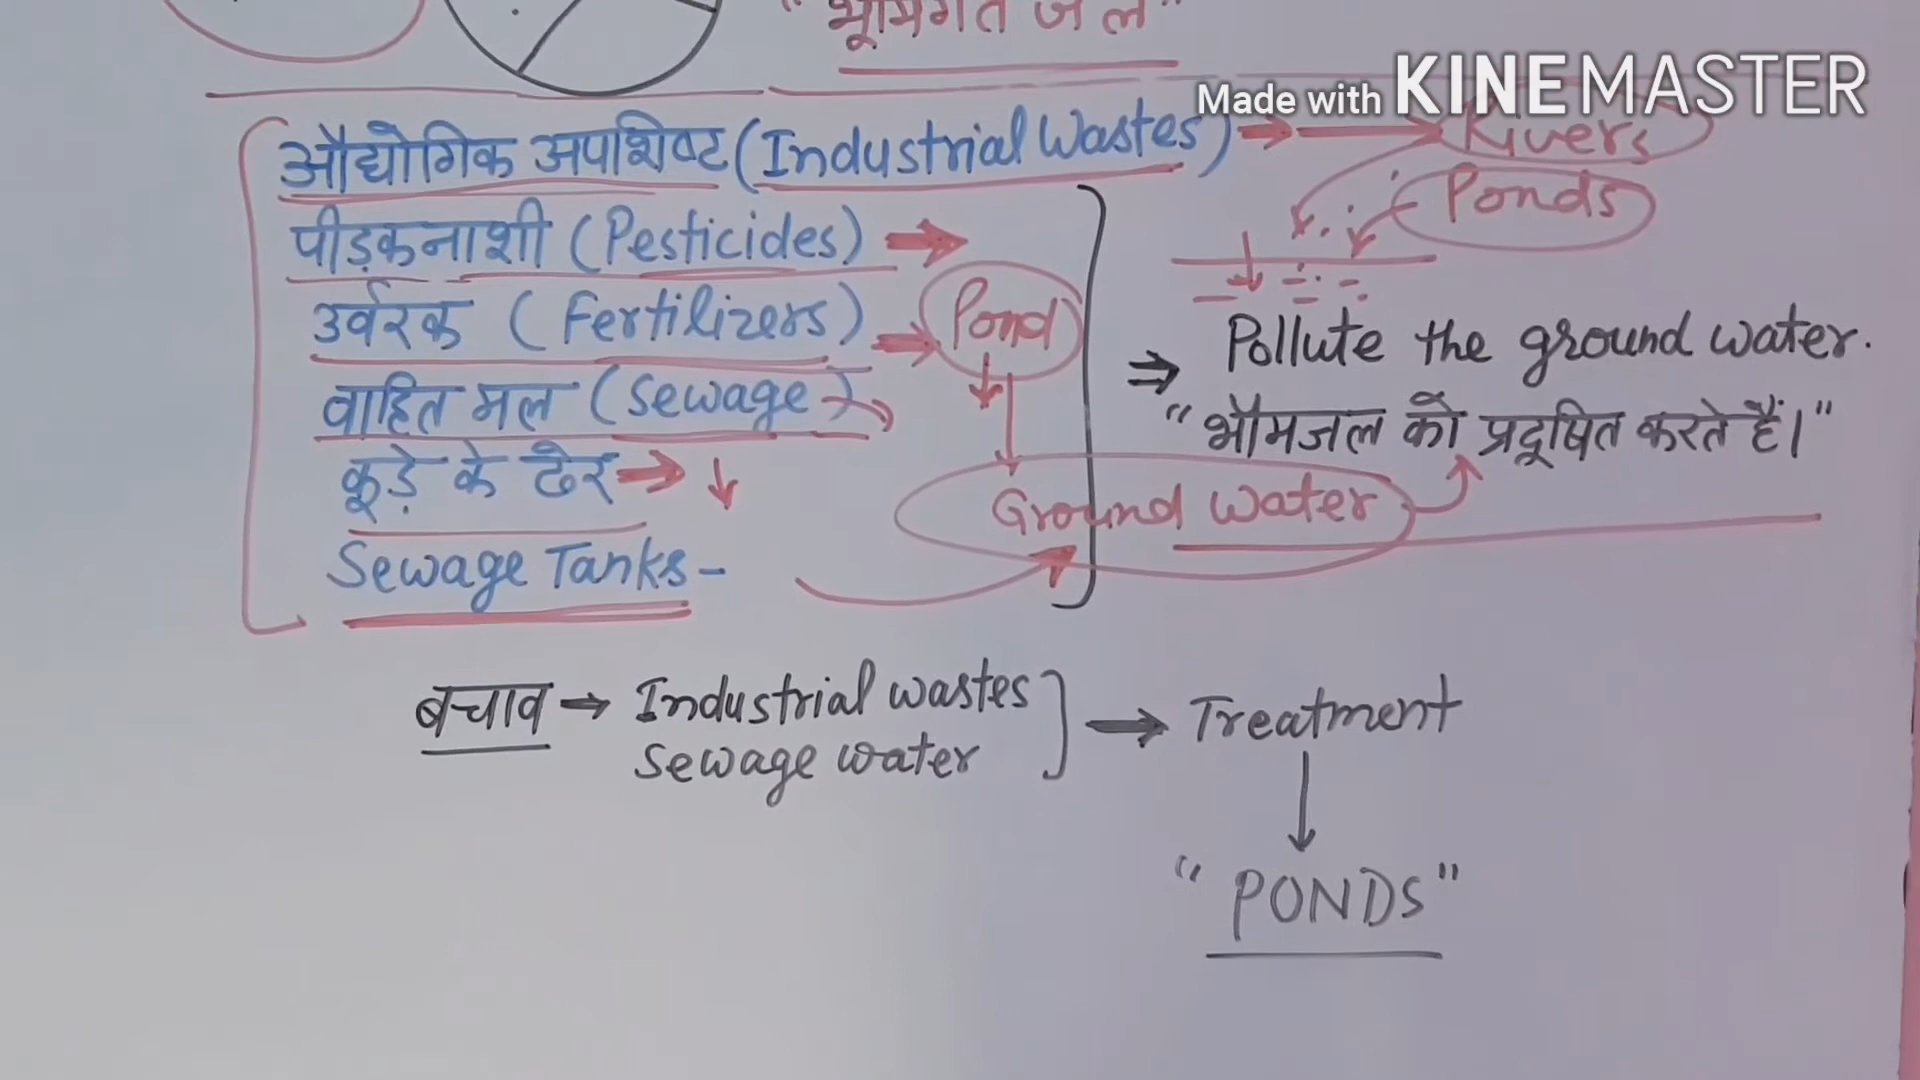 "भूमिगत जल"
Made with KINEMASTER
औद्योगिक अपशिष्ट (Industrial Wastes) → Rivers
Ponds
पीड़कनाशी (Pesticides) →
उर्वरक (Fertilizers) → Pond
⇒ Pollute the ground water.
वाहित मल (Sewage) →
"भौमजल को प्रदूषित करते हैं।"
कूड़े के ढेर → ↓
Ground Water
Sewage Tanks -
बचाव → Industrial wastes
Sewage water
] → Treatment
↓
"PONDS"